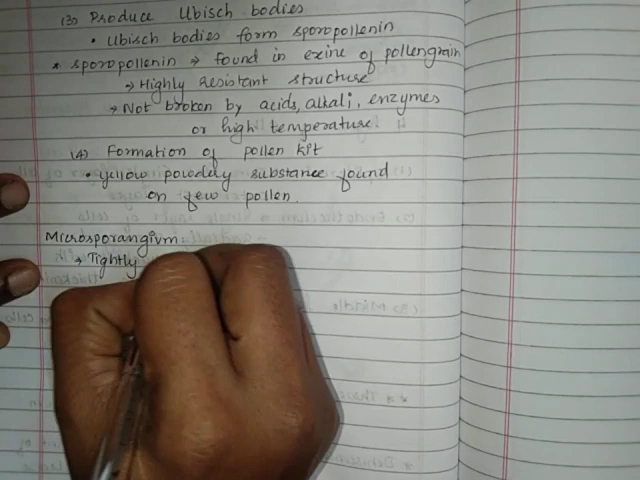 (3) Produce Ubisch bodies
• Ubisch bodies form sporopollenin
* sporopollenin → found in exine of pollengrain
→ Highly resistant structure
→ Not broken by acids, alkali, enzymes
or high temperature.
(4) Formation of pollen kit
• yellow powdery substance found
on few pollen.
Microsporangium:
→ Tightly